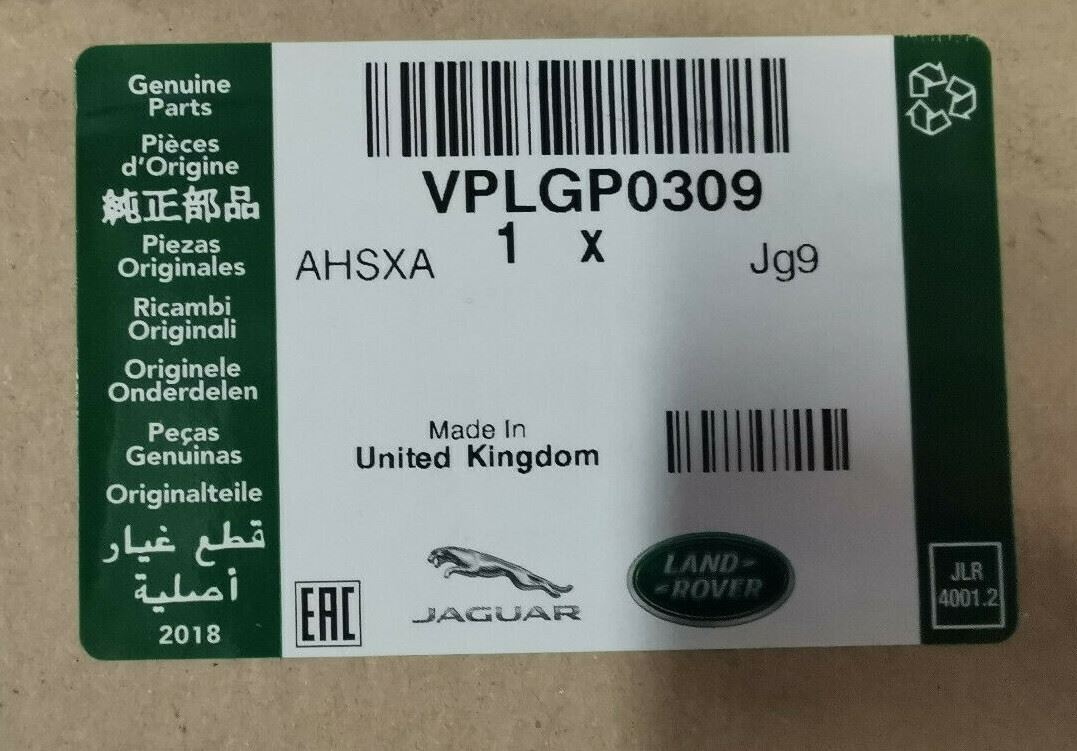 Genuine
Parts
Pièces
d'Origine
純正部品
Piezas
Originales
Ricambi
Originali
Originele
Onderdelen
Peças
Genuinas
Originalteile
قطع غيار
أصلية
2018
VPLGP0309
1 x
AHSXA
Jg9
Made In
United Kingdom
EAC
JAGUAR
LAND-
-ROVER
JLR
4001.2